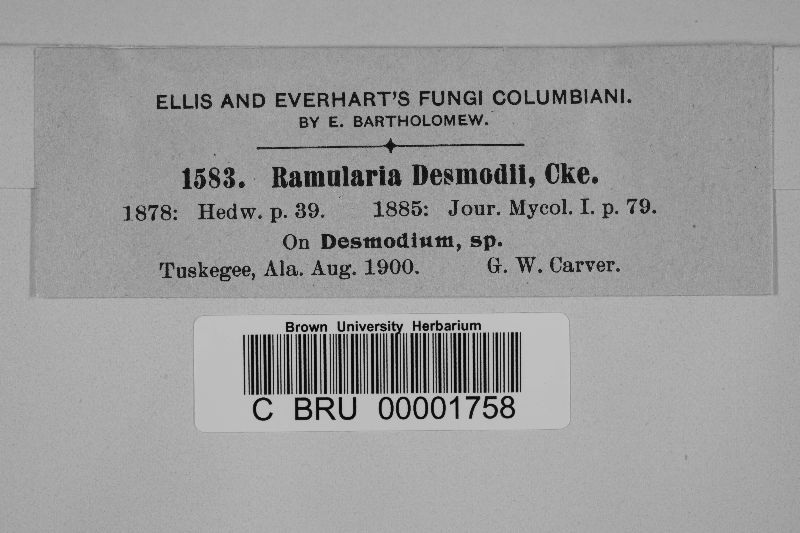 ELLIS AND EVERHART'S FUNGI COLUMBIANI.
BY E. BARTHOLOMEW.
1583. Ramularia Desmodii, Cke.
1878: Hedw. p. 39. 1885: Jour. Mycol. I. p. 79.
On Desmodium, sp.
Tuskegee, Ala. Aug. 1900. G. W. Carver.
Brown University Herbarium
C BRU 00001758